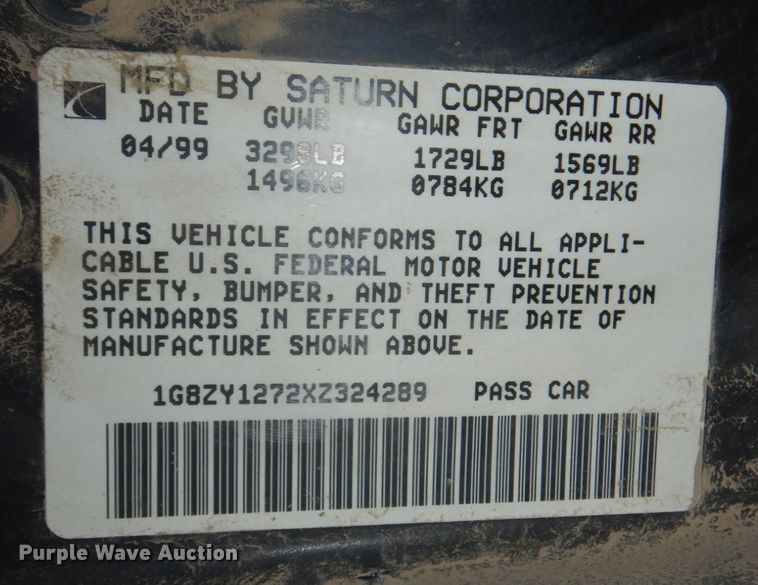 MFD BY SATURN CORPORATION
DATE GVWR GAWR FRT GAWR RR
04/99 3298LB 1729LB 1569LB
1496KG 0784KG 0712KG
THIS VEHICLE CONFORMS TO ALL APPLI-
CABLE U.S. FEDERAL MOTOR VEHICLE
SAFETY, BUMPER, AND THEFT PREVENTION
STANDARDS IN EFFECT ON THE DATE OF
MANUFACTURE SHOWN ABOVE.
1G8ZY1272XZ324289 PASS CAR
Purple Wave Auction